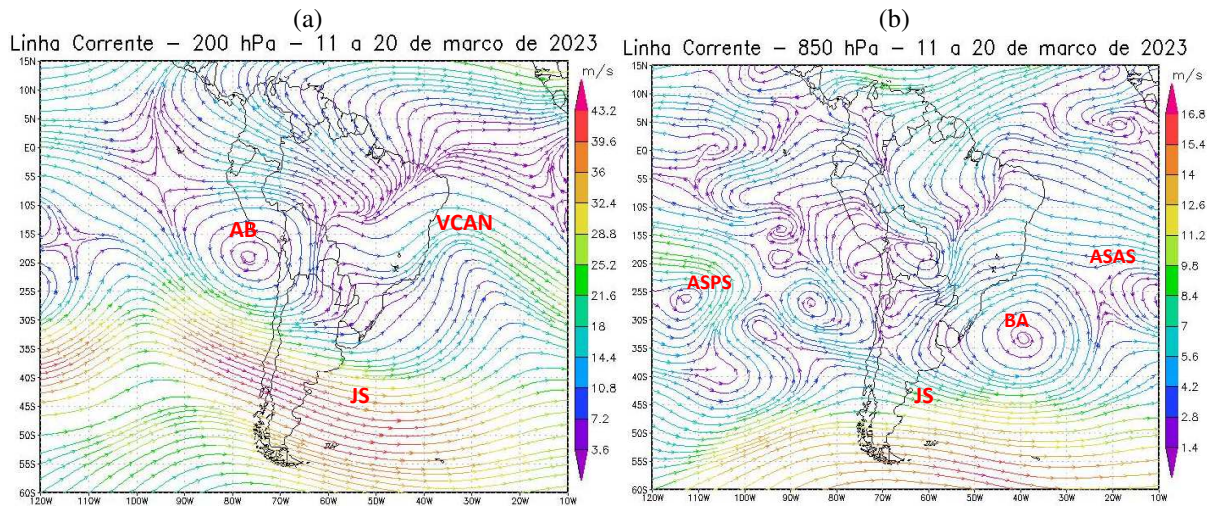 (a)
Linha Corrente - 200 hPa - 11 a 20 de marco de 2023
15N
10N
5N
EQ
5S
10S
15S
20S
25S
30S
35S
40S
45S
50S
55S
60S
120W 110W 100W 90W 80W 70W 60W 50W 40W 30W 20W 10W
AB
VCAN
JS
m/s
43.2
39.6
36
32.4
28.8
25.2
21.6
18
14.4
10.8
7.2
3.6
(b)
Linha Corrente - 850 hPa - 11 a 20 de marco de 2023
15N
10N
5N
EQ
5S
10S
15S
20S
25S
30S
35S
40S
45S
50S
55S
60S
120W 110W 100W 90W 80W 70W 60W 50W 40W 30W 20W 10W
ASAS
ASPS
BA
JS
m/s
16.8
15.4
14
12.6
11.2
9.8
8.4
7
5.6
4.2
2.8
1.4